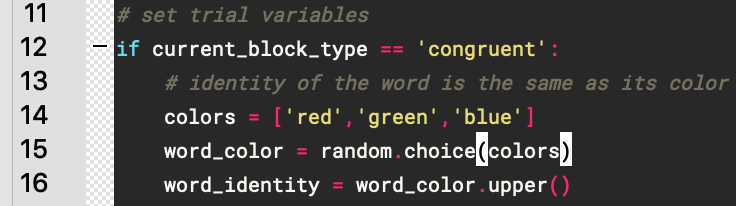 11 # set trial variables
12 if current_block_type == 'congruent':
13 # identity of the word is the same as its color
14 colors = ['red','green','blue']
15 word_color = random.choice(colors)
16 word_identity = word_color.upper()